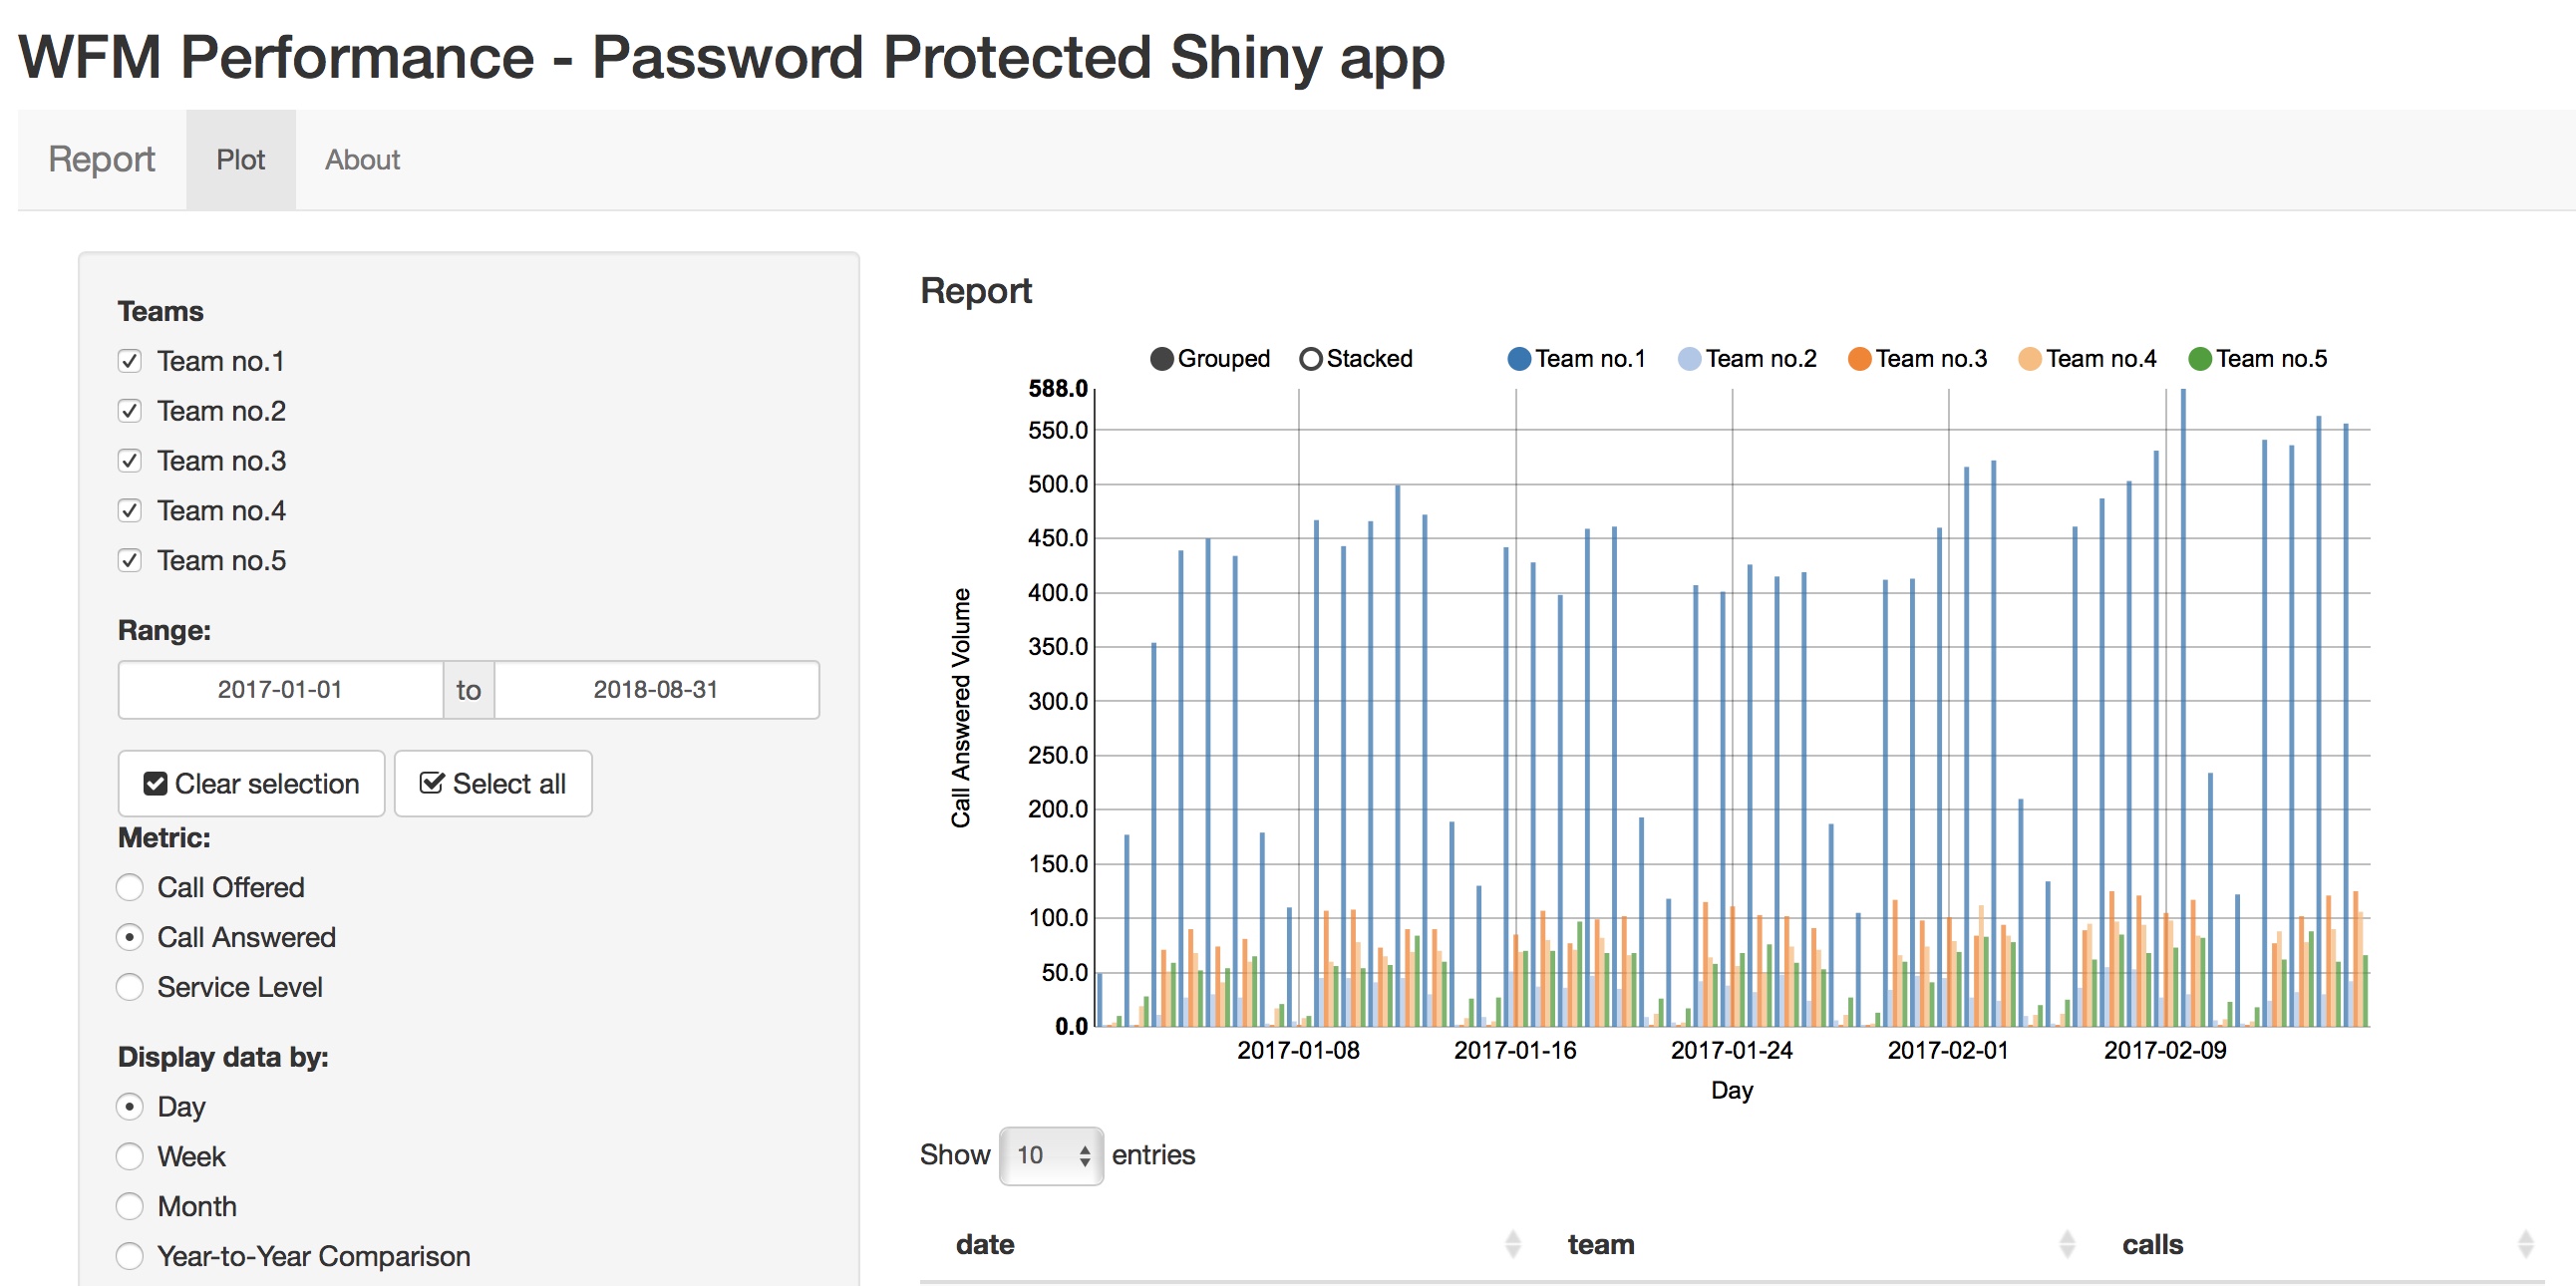 WFM Performance - Password Protected Shiny app
Report Plot About
Teams
Team no.1
Team no.2
Team no.3
Team no.4
Team no.5
Range:
2017-01-01 to 2018-08-31
Clear selection Select all
Metric:
Call Offered
Call Answered
Service Level
Display data by:
Day
Week
Month
Year-to-Year Comparison
Report
Grouped Stacked Team no.1 Team no.2 Team no.3 Team no.4 Team no.5
588.0
550.0
500.0
450.0
400.0
350.0
300.0
250.0
200.0
150.0
100.0
50.0
0.0
Call Answered Volume
2017-01-08 2017-01-16 2017-01-24 2017-02-01 2017-02-09
Day
Show 10 entries
date team calls